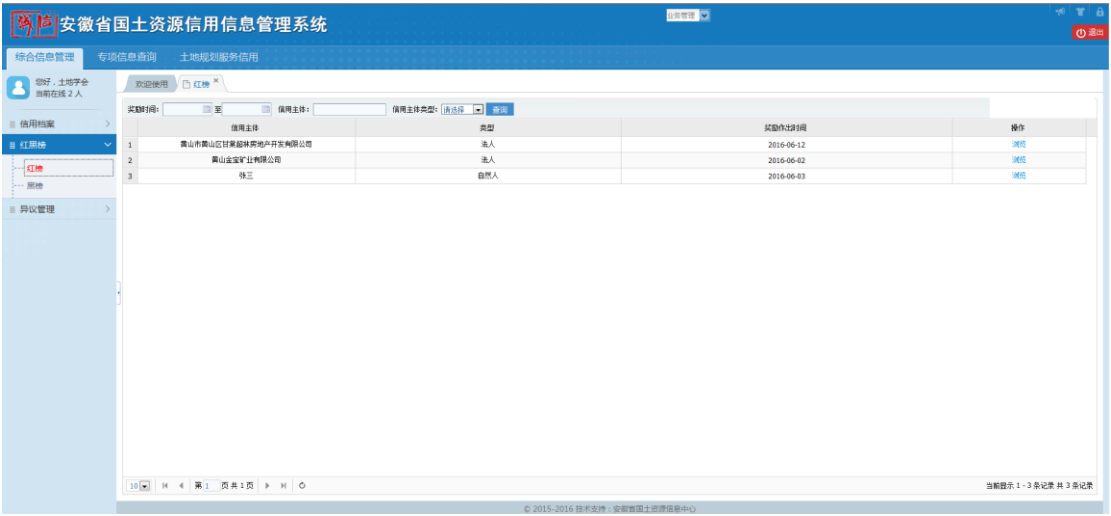 诚信 安徽省国土资源信用信息管理系统 业务管理
退出
综合信息管理 专项信息查询 土地规划服务信用
您好，土地学会
当前在线 2 人
欢迎使用 红榜
奖励时间： 至 信用主体： 信用主体类型： 请选择 查询
信用档案
信用主体 类型 奖励作出时间 操作
红黑榜
1 黄山市黄山区甘棠超林房地产开发有限公司 法人 2016-06-12 浏览
2 黄山金宝矿业有限公司 法人 2016-06-02 浏览
红榜
3 张三 自然人 2016-06-03 浏览
黑榜
异议管理
10 第 1 页共1页 当前显示 1 - 3 条记录 共 3 条记录
© 2015-2016 技术支持：安徽省国土资源信息中心